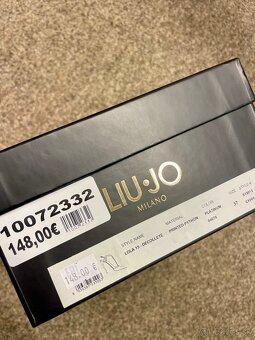 10072332
148,00€
LIU·JO
MILANO
STYLE NAME
MATERIAL
COLOR
SIZE
LOLA 13 - DECOLLETE
PRINTED PYTHON
PLATINUM
37
148,00 €